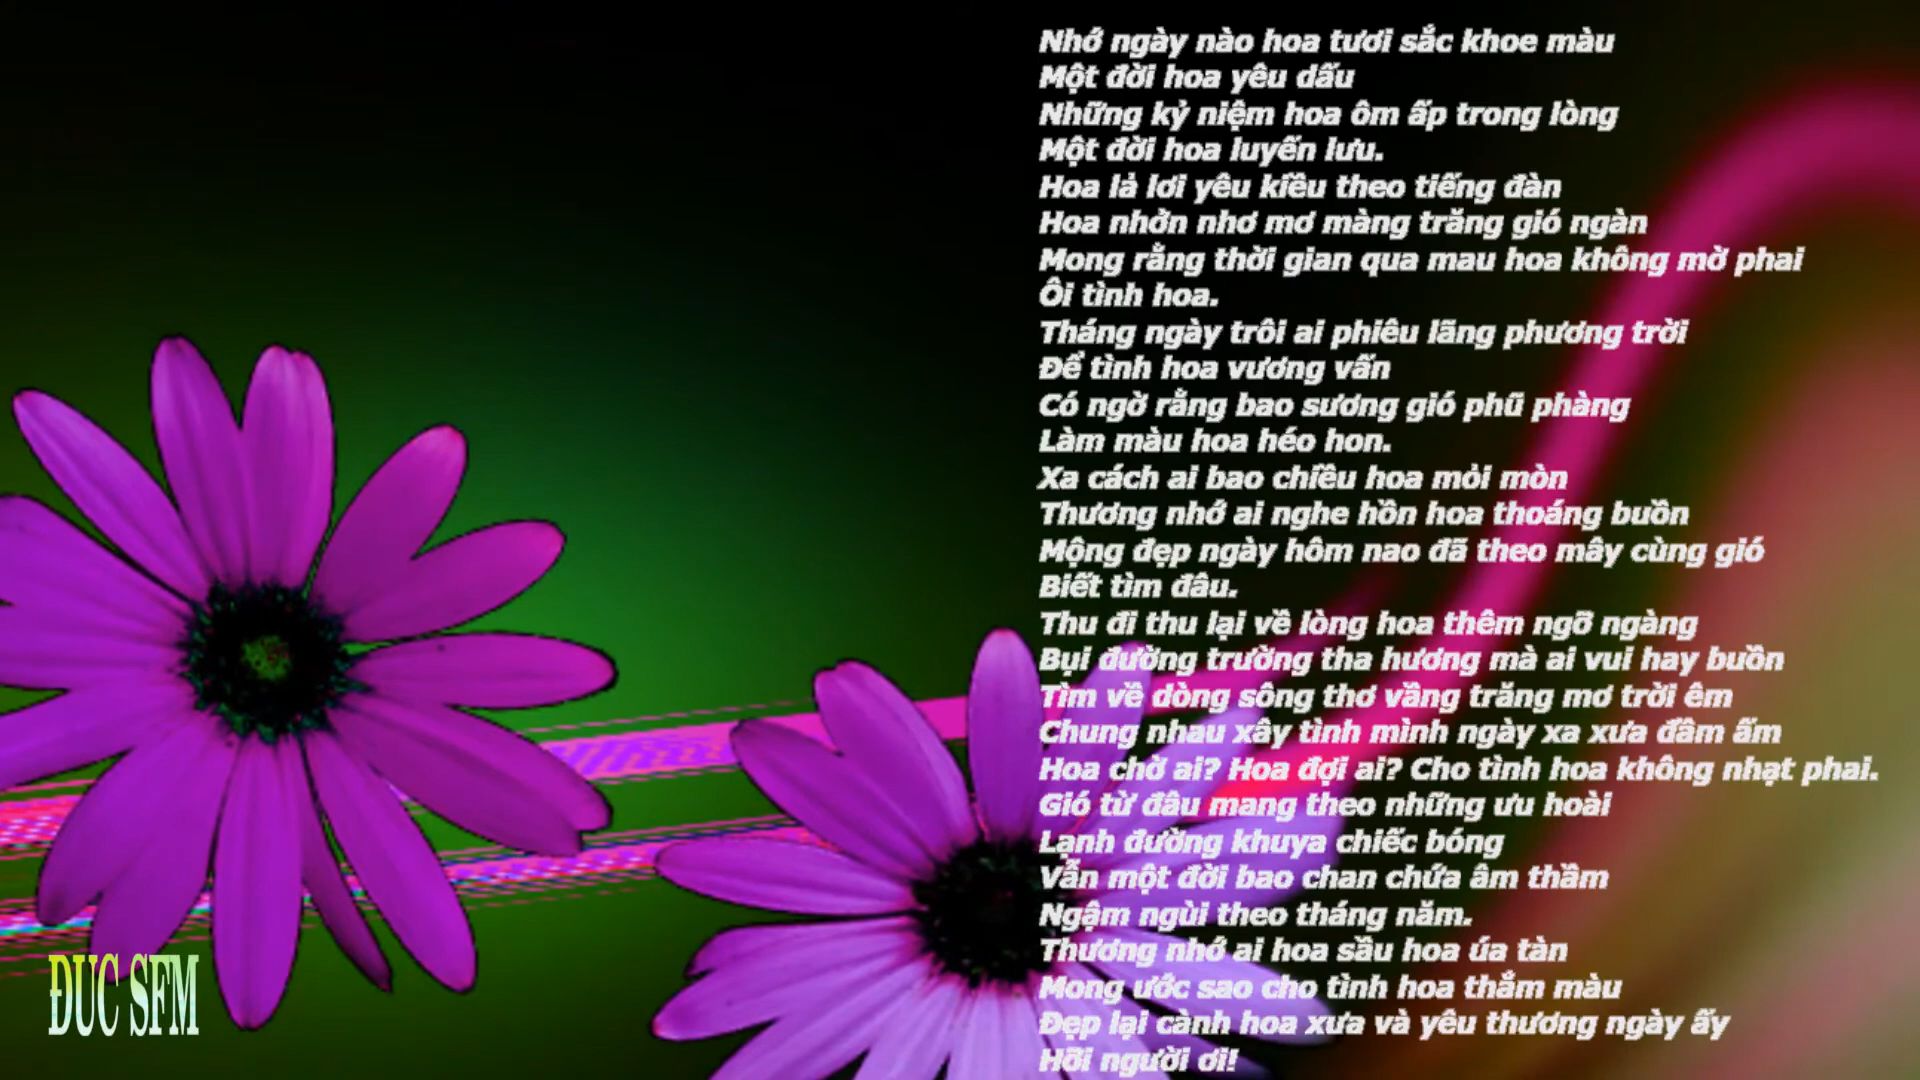 Nhớ ngày nào hoa tươi sắc khoe màu
Một đời hoa yêu dấu
Những kỷ niệm hoa ôm ấp trong lòng
Một đời hoa luyến lưu.
Hoa lả lơi yêu kiều theo tiếng đàn
Hoa nhởn nhơ mơ màng trăng gió ngàn
Mong rằng thời gian qua mau hoa không mờ phai
Ôi tình hoa.
Tháng ngày trôi ai phiêu lãng phương trời
Để tình hoa vương vấn
Có ngờ rằng bao sương gió phũ phàng
Làm màu hoa héo hon.
Xa cách ai bao chiều hoa mỏi mòn
Thương nhớ ai nghe hồn hoa thoáng buồn
Mộng đẹp ngày hôm nao đã theo mây cùng gió
Biết tìm đâu.
Thu đi thu lại về lòng hoa thêm ngỡ ngàng
Bụi đường trường tha hương mà ai vui hay buồn
Tìm về dòng sông thơ vầng trăng mơ trời êm
Chung nhau xây tình mình ngày xa xưa đầm ấm
Hoa chờ ai? Hoa đợi ai? Cho tình hoa không nhạt phai.
Gió từ đâu mang theo những ưu hoài
Lạnh đường khuya chiếc bóng
Vẫn một đời bao chan chứa âm thầm
Ngậm ngùi theo tháng năm.
Thương nhớ ai hoa sầu hoa úa tàn
Mong ước sao cho tình hoa thắm màu
Đẹp lại cành hoa xưa và yêu thương ngày ấy
Hỡi người ơi!
ĐUC SFM